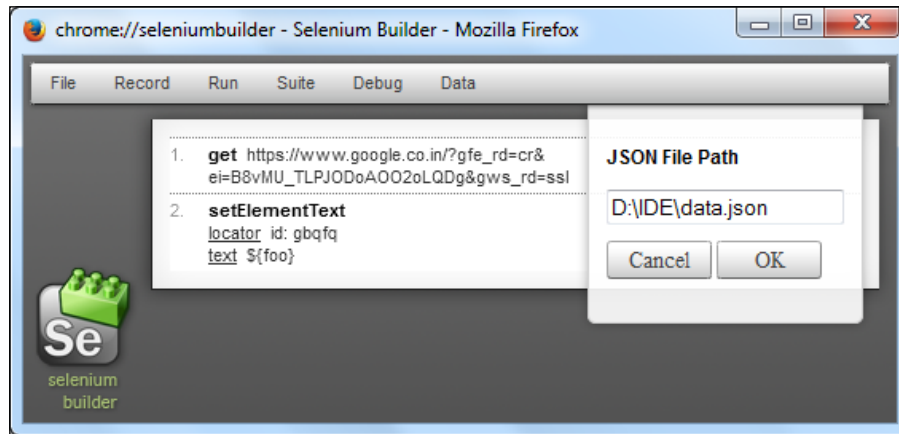 chrome://seleniumbuilder - Selenium Builder - Mozilla Firefox
File Record Run Suite Debug Data
1. get https://www.google.co.in/?gfe_rd=cr&
ei=B8vMU_TLPJODoAOO2oLQDg&gws_rd=ssl
2. setElementText
locator id: gbqfq
text ${foo}
JSON File Path
D:\IDE\data.json
Cancel OK
Se
selenium
builder